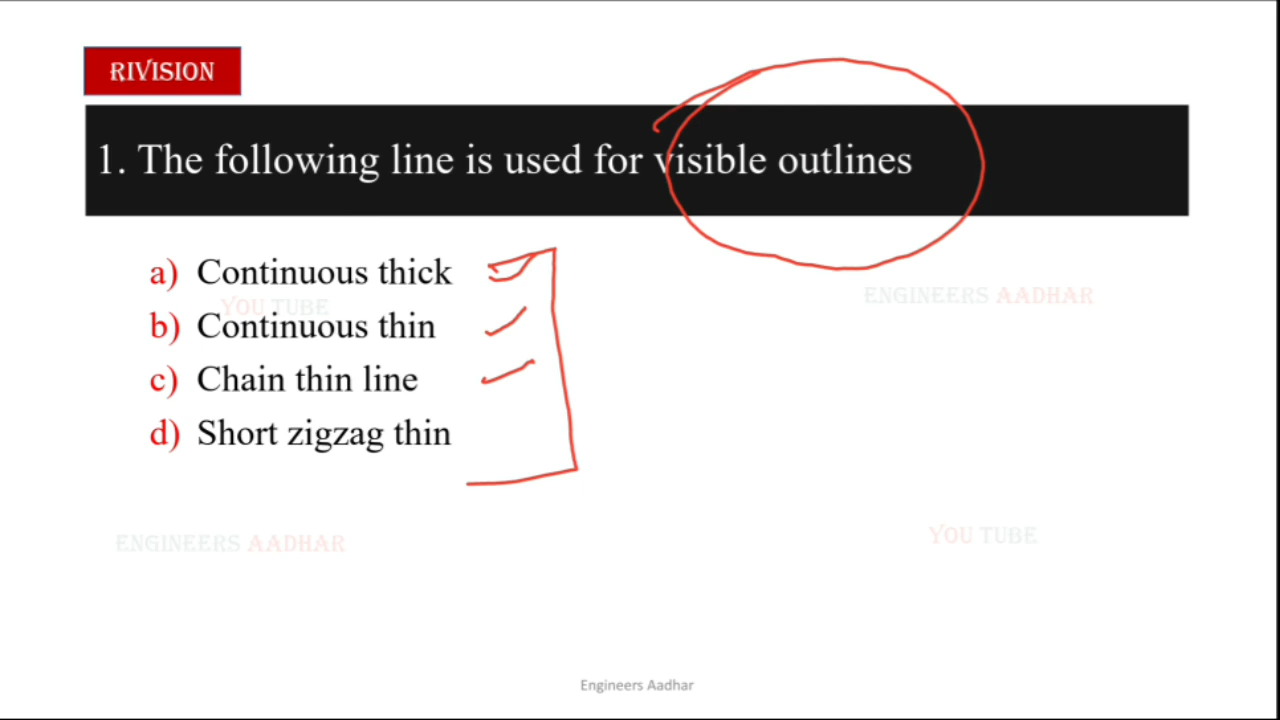 RIVISION
1. The following line is used for visible outlines
a) Continuous thick
YOU TUBE
ENGINEERS AADHAR
b) Continuous thin
c) Chain thin line
d) Short zigzag thin
ENGINEERS AADHAR
YOU TUBE
Engineers Aadhar